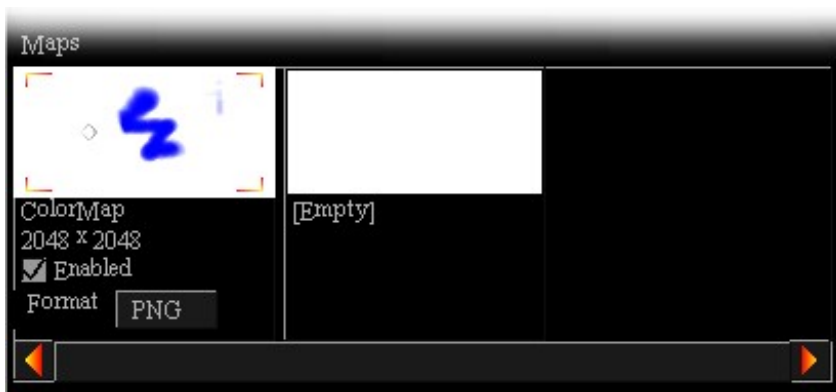 Maps
ColorMap
[Empty]
2048 x 2048
Enabled
Format PNG